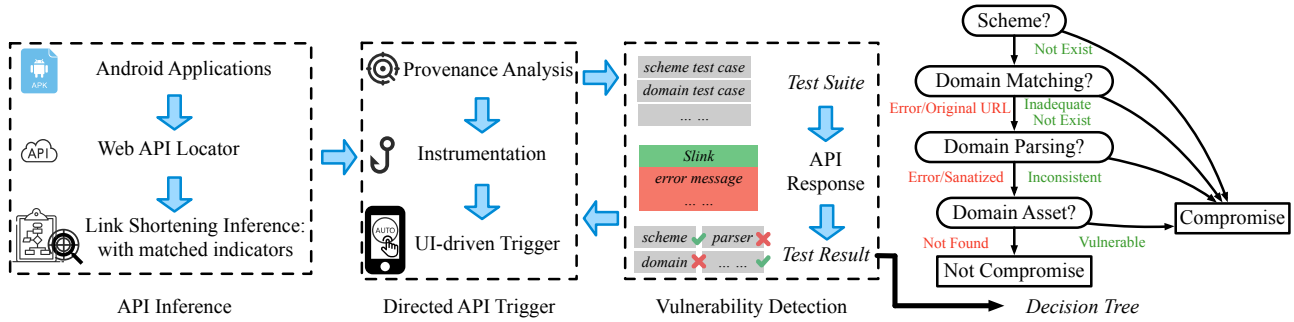 Android Applications
APK
Web API Locator
API
Link Shortening Inference:
with matched indicators
API Inference
Provenance Analysis
Instrumentation
AUTO
UI-driven Trigger
Directed API Trigger
scheme test case
domain test case
... ...
Test Suite
Slink
error message
... ...
API
Response
scheme
parser
domain
... ...
Test Result
Vulnerability Detection
Scheme?
Not Exist
Domain Matching?
Error/Original URL
Inadequate
Not Exist
Domain Parsing?
Error/Sanatized
Inconsistent
Domain Asset?
Compromise
Not Found
Vulnerable
Not Compromise
Decision Tree